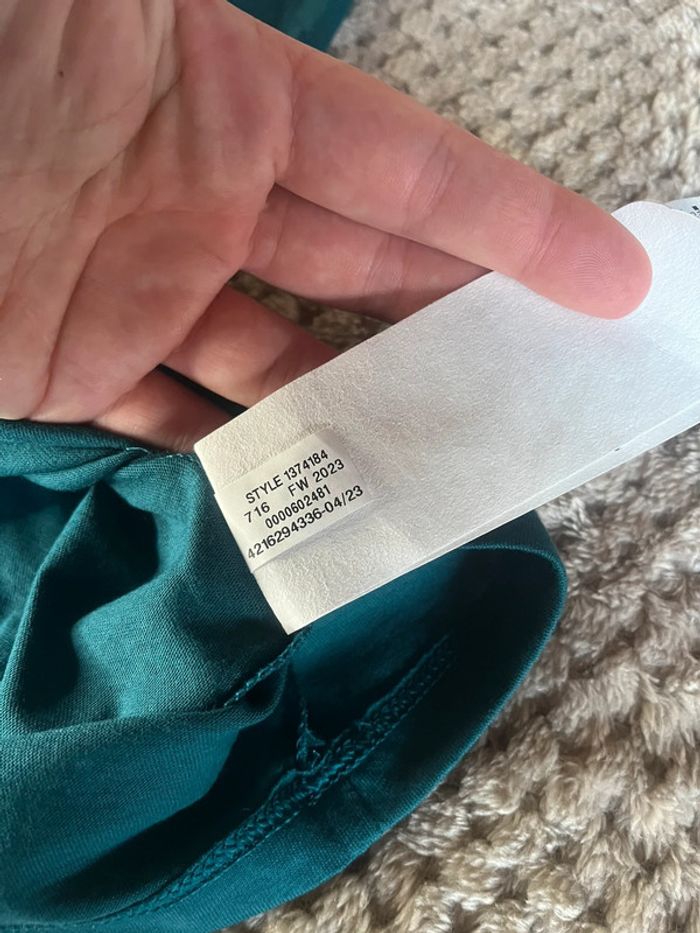 STYLE 1374184
716 FW 2023
0000602481
4216294336-04/23